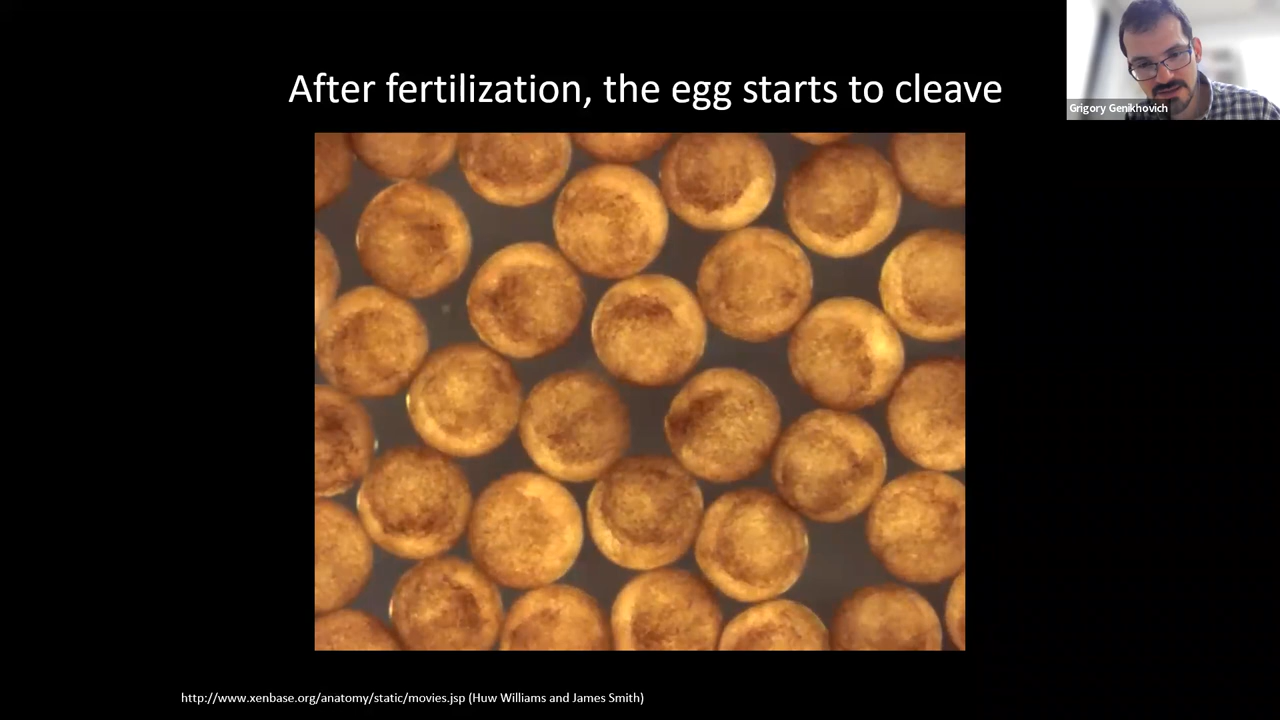 After fertilization, the egg starts to cleave
Grigory Genikhovich
http://www.xenbase.org/anatomy/static/movies.jsp (Huw Williams and James Smith)